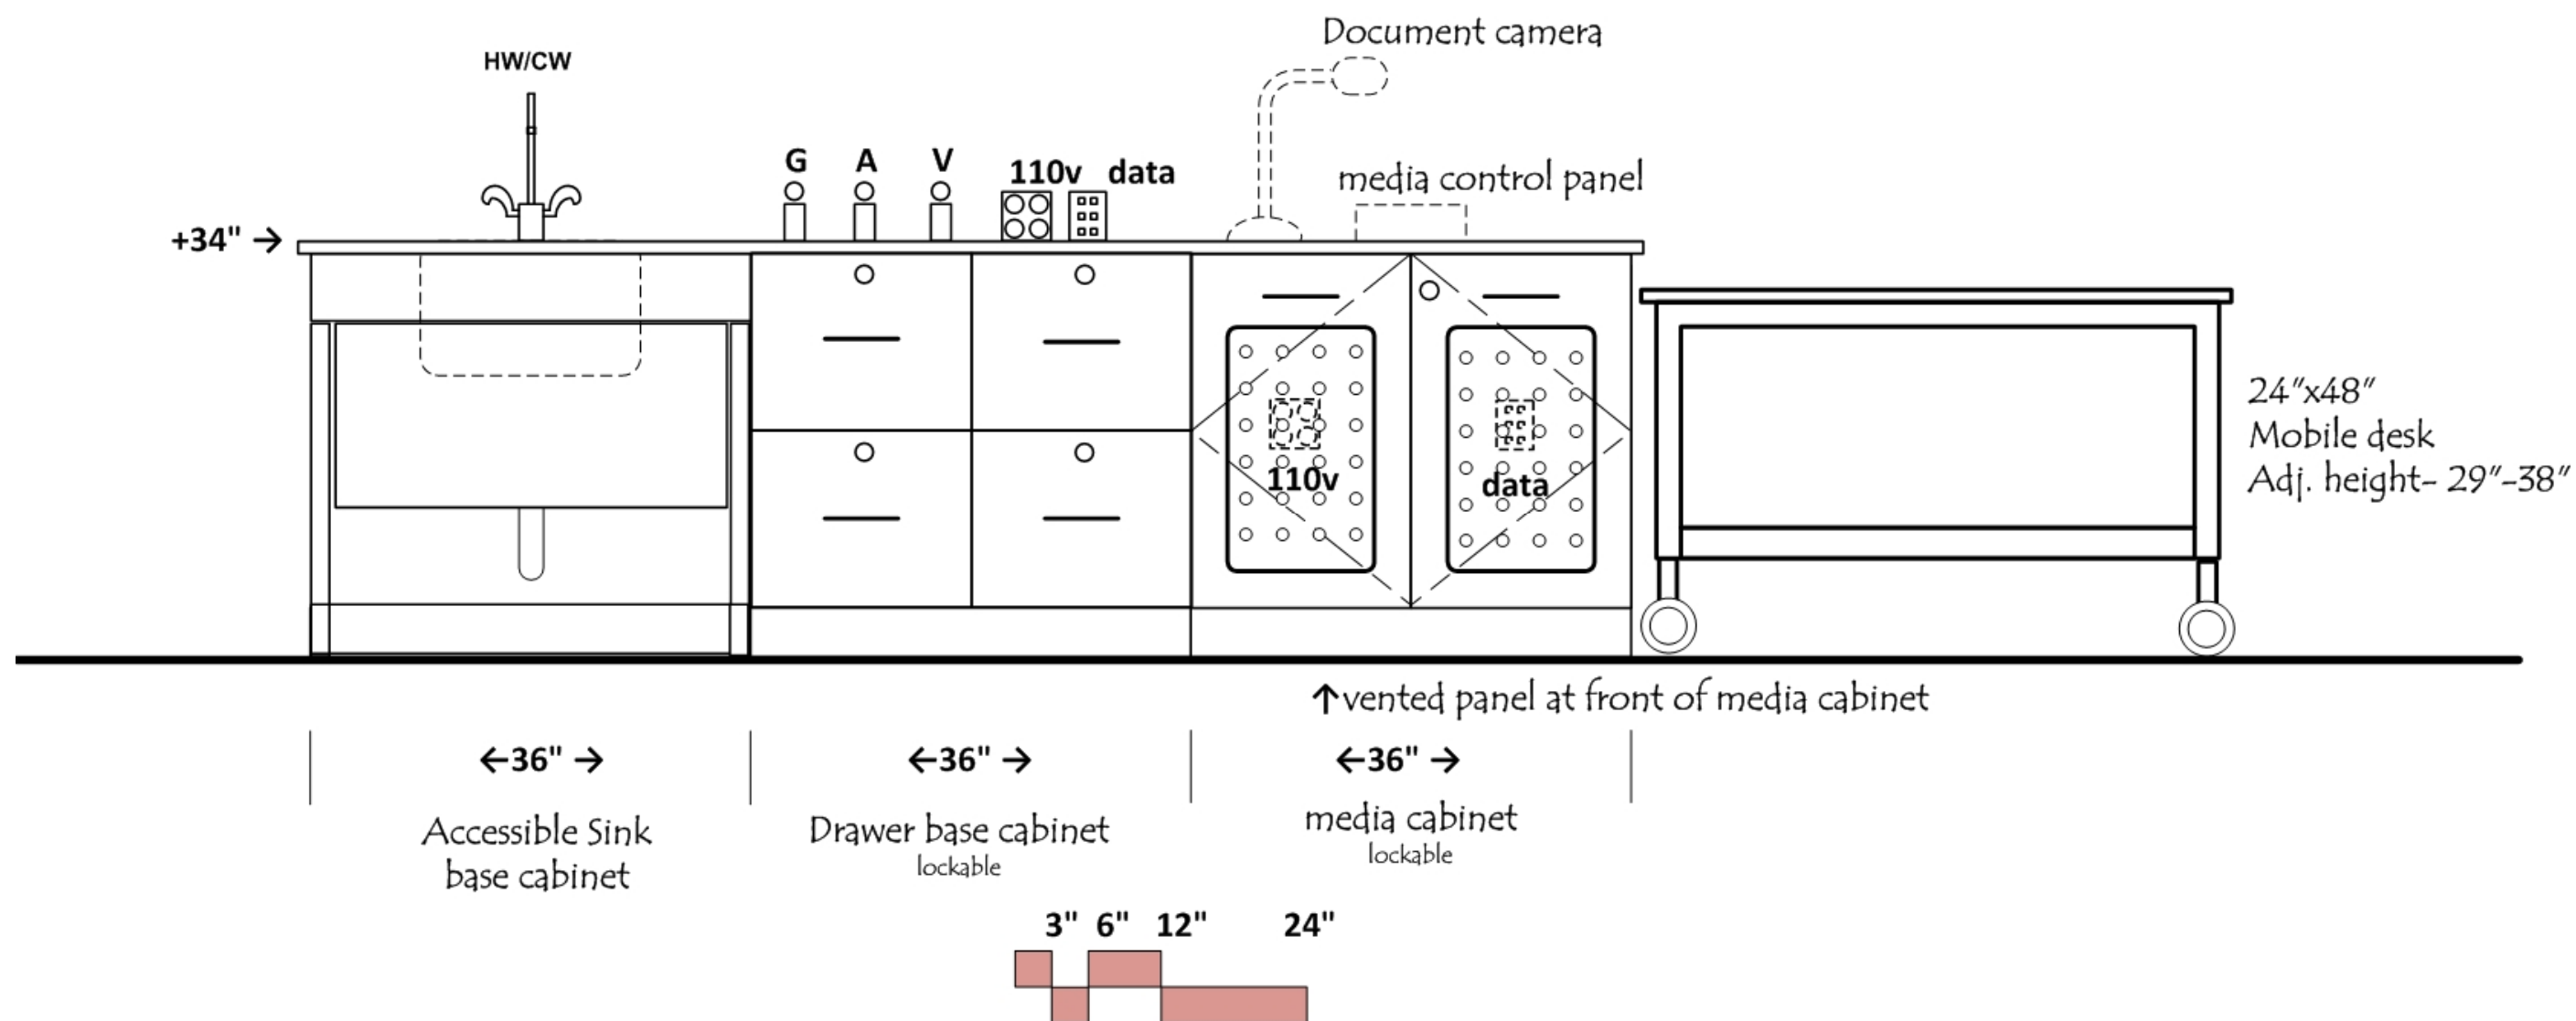 Document camera
HW/CW
G A V
110v data
media control panel
+34" →
110v
data
24"x48"
Mobile desk
Adj. height- 29"-38"
↑vented panel at front of media cabinet
←36" →
←36" →
←36" →
Accessible Sink
base cabinet
Drawer base cabinet
lockable
media cabinet
lockable
3" 6" 12" 24"